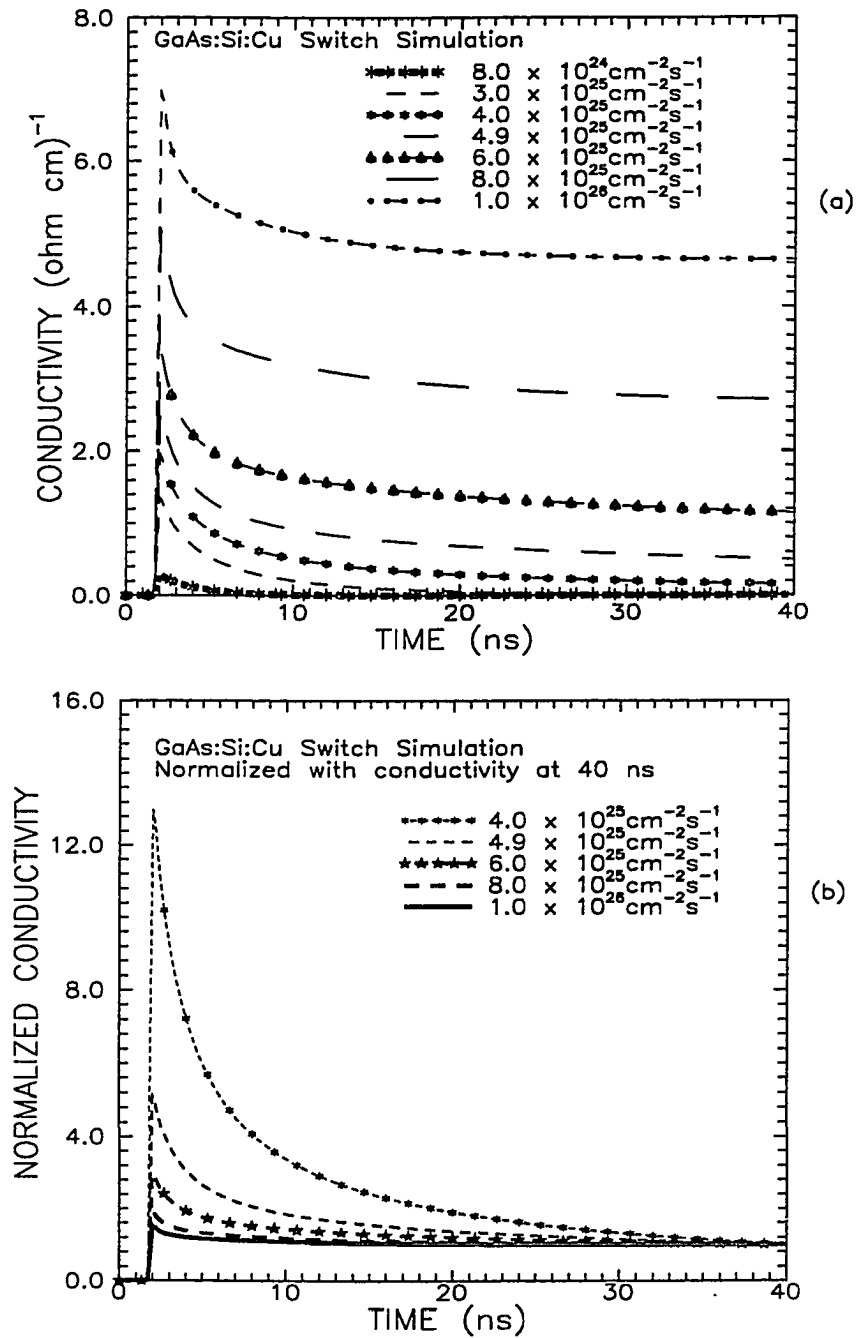 8.0
GaAs:Si:Cu Switch Simulation
8.0 × 10²⁴cm⁻²s⁻¹
3.0 × 10²⁵cm⁻²s⁻¹
4.0 × 10²⁵cm⁻²s⁻¹
4.9 × 10²⁵cm⁻²s⁻¹
6.0 × 10²⁵cm⁻²s⁻¹
8.0 × 10²⁵cm⁻²s⁻¹
1.0 × 10²⁶cm⁻²s⁻¹
6.0
4.0
2.0
0.0
CONDUCTIVITY (ohm cm)⁻¹
(a)
0 10 20 30 40
TIME (ns)
16.0
GaAs:Si:Cu Switch Simulation
Normalized with conductivity at 40 ns
4.0 × 10²⁵cm⁻²s⁻¹
4.9 × 10²⁵cm⁻²s⁻¹
6.0 × 10²⁵cm⁻²s⁻¹
8.0 × 10²⁵cm⁻²s⁻¹
1.0 × 10²⁶cm⁻²s⁻¹
12.0
8.0
4.0
0.0
NORMALIZED CONDUCTIVITY
(b)
0 10 20 30 40
TIME (ns)